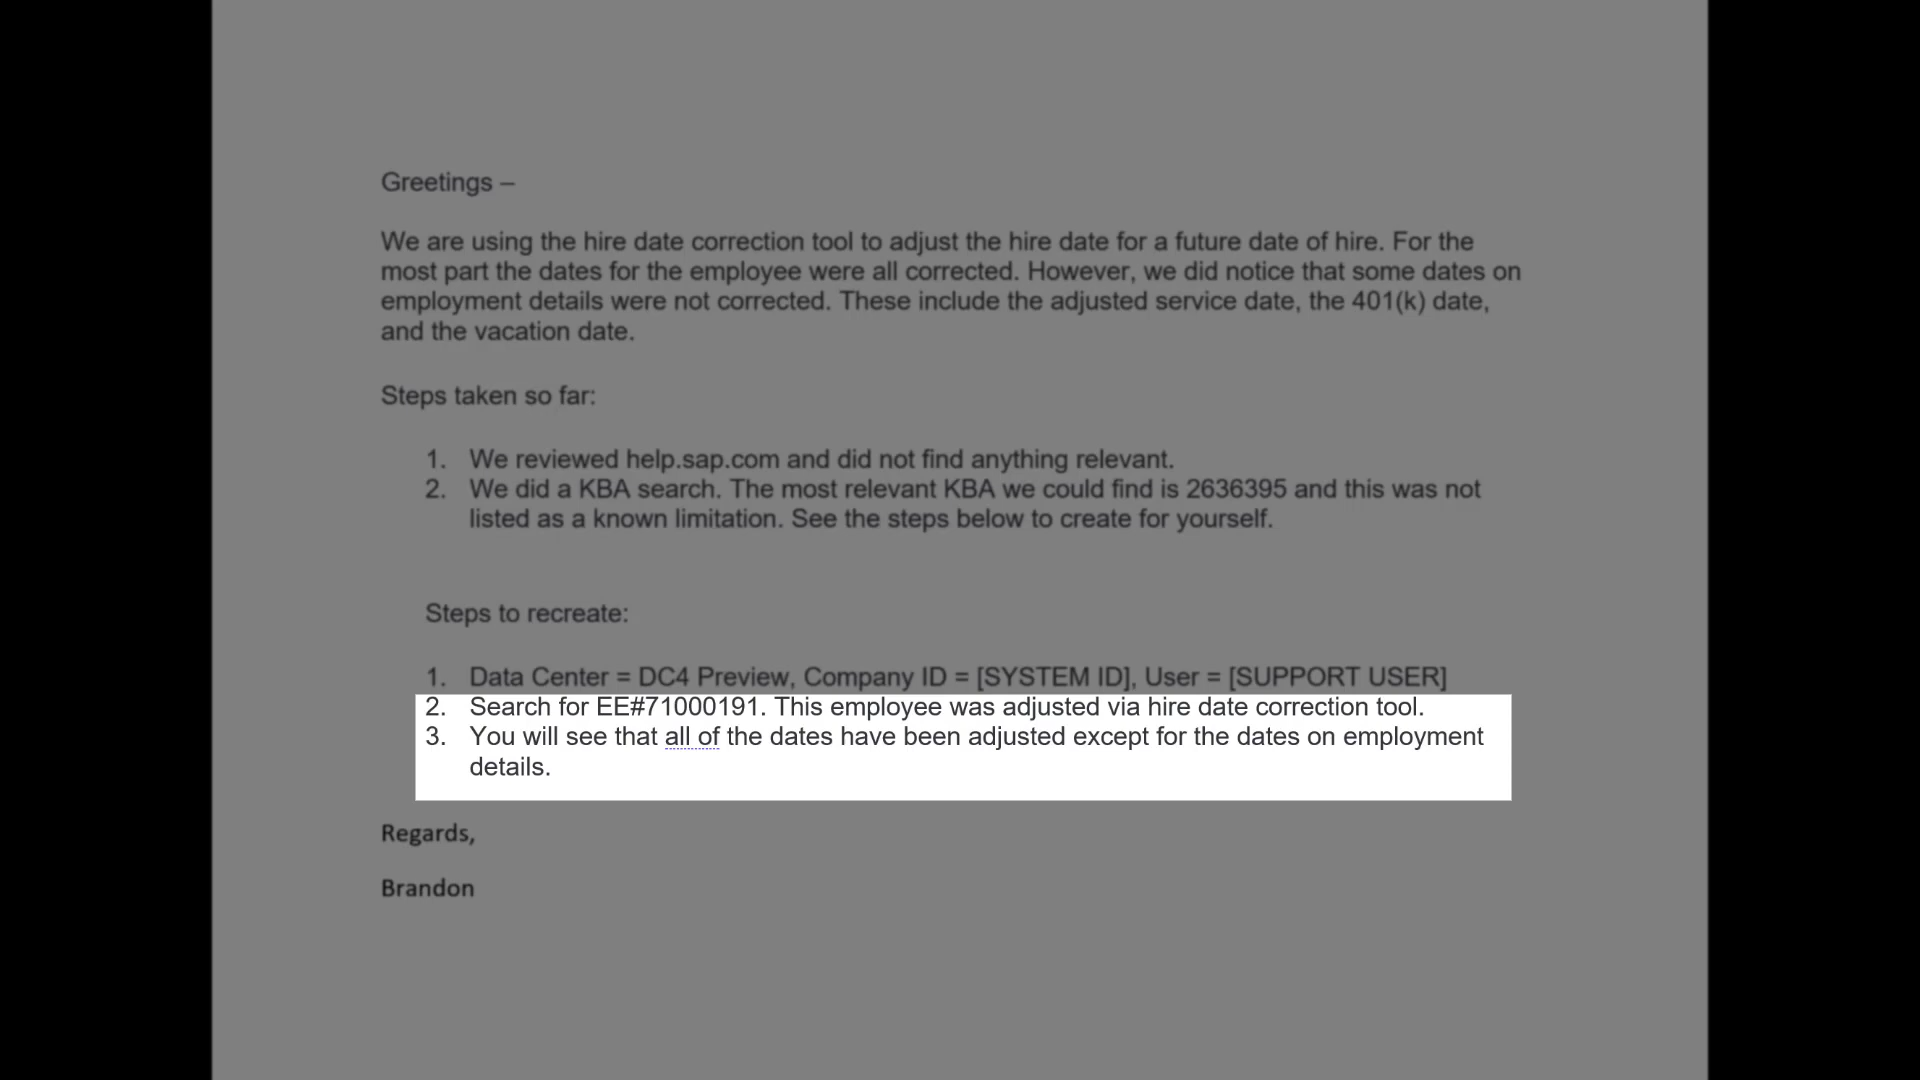 Greetings –
We are using the hire date correction tool to adjust the hire date for a future date of hire. For the
most part the dates for the employee were all corrected. However, we did notice that some dates on
employment details were not corrected. These include the adjusted service date, the 401(k) date,
and the vacation date.
Steps taken so far:
1. We reviewed help.sap.com and did not find anything relevant.
2. We did a KBA search. The most relevant KBA we could find is 2636395 and this was not
listed as a known limitation. See the steps below to create for yourself.
Steps to recreate:
1. Data Center = DC4 Preview, Company ID = [SYSTEM ID], User = [SUPPORT USER]
2. Search for EE#71000191. This employee was adjusted via hire date correction tool.
3. You will see that all of the dates have been adjusted except for the dates on employment
details.
Regards,
Brandon